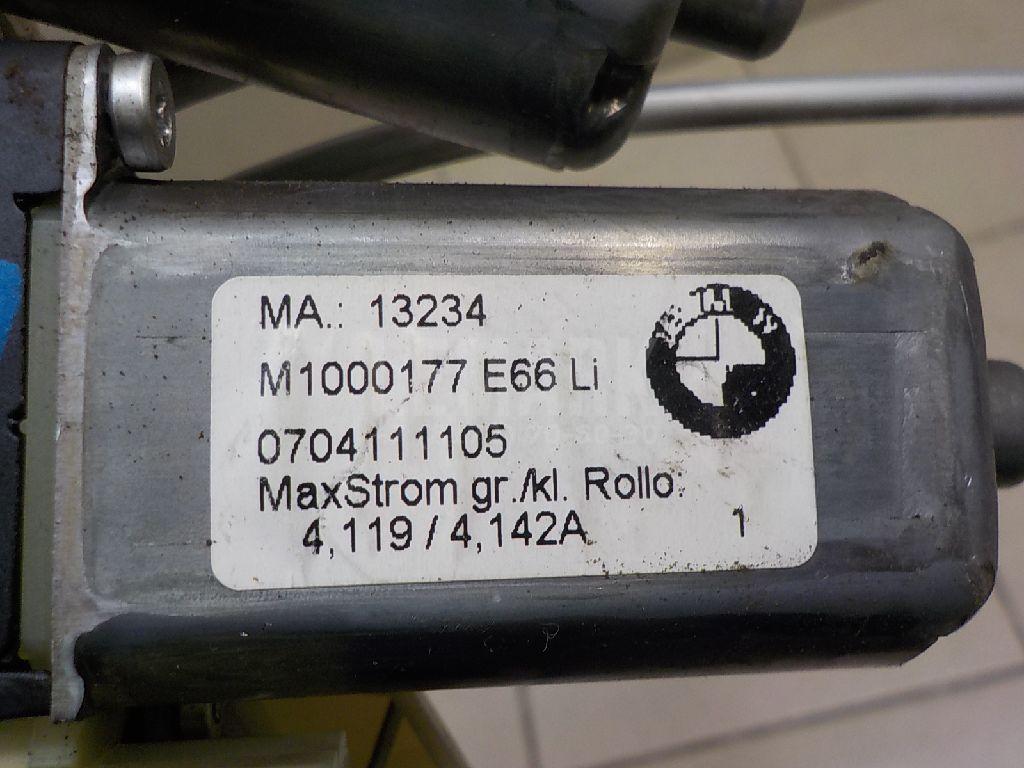 MA.: 13234
M1000177 E66 Li
0704111105
MaxStrom gr./kl. Rollo:
4,119 / 4,142A 1